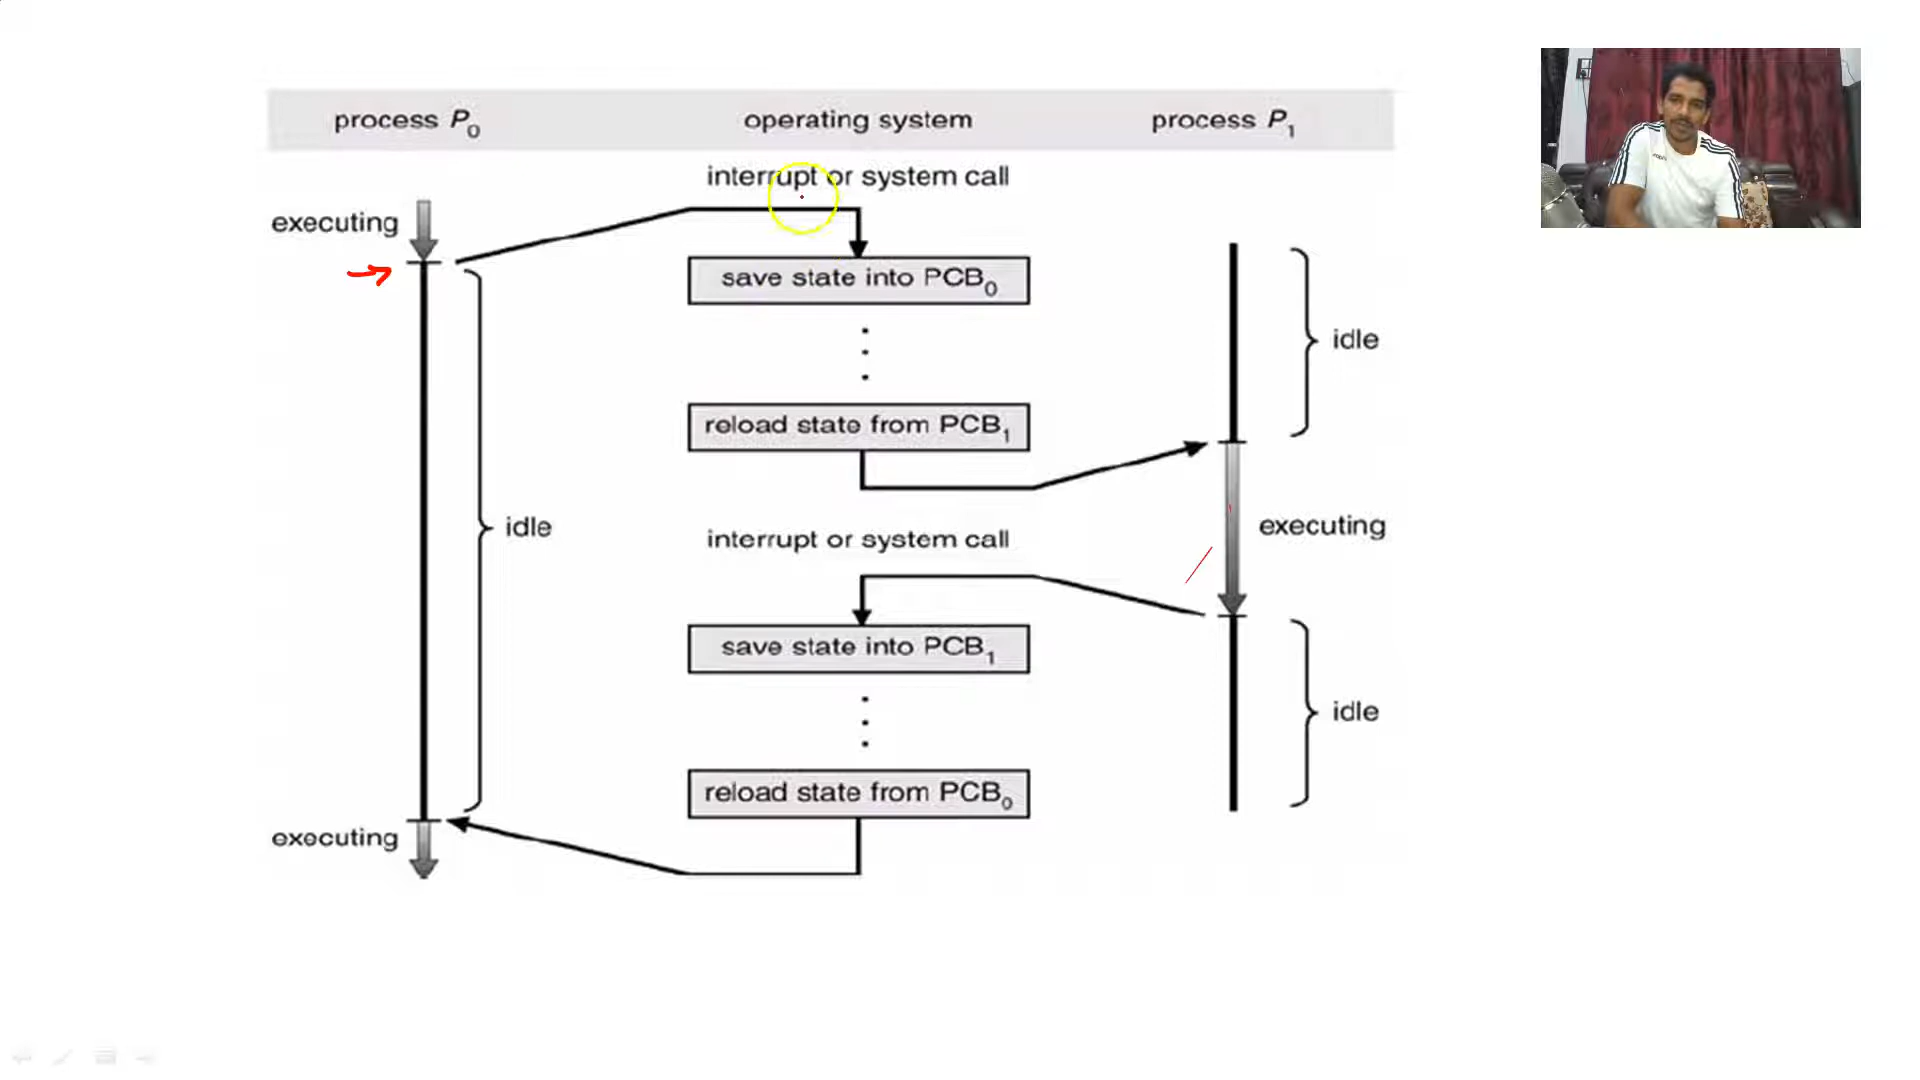 process P0 operating system process P1
interrupt or system call
executing
save state into PCB0
idle
reload state from PCB1
idle
interrupt or system call
executing
save state into PCB1
idle
reload state from PCB0
executing